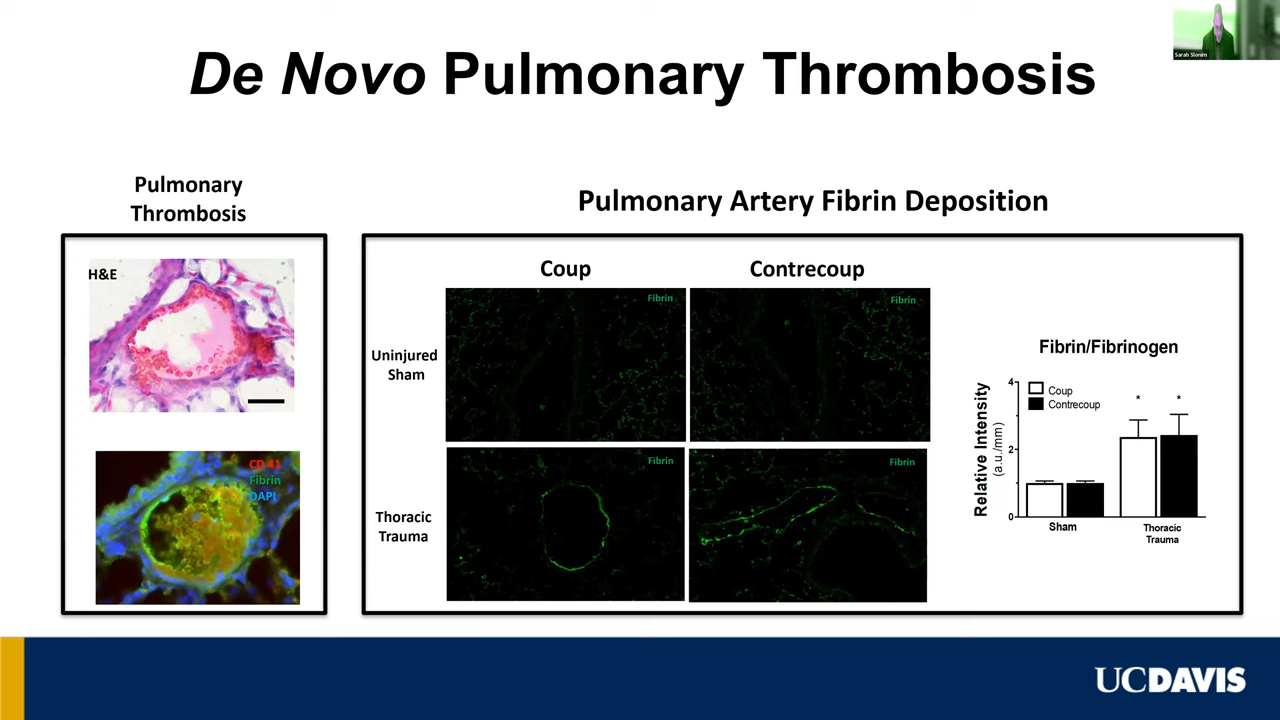 Sarah Slonim
De Novo Pulmonary Thrombosis
Pulmonary
Thrombosis
H&E
CD 41
Fibrin
DAPI
Pulmonary Artery Fibrin Deposition
Coup
Contrecoup
Uninjured
Sham
Fibrin
Fibrin
Thoracic
Trauma
Fibrin
Fibrin
Fibrin/Fibrinogen
Relative Intensity
(a.u./mm)
4
2
0
Coup
Contrecoup
*
*
Sham
Thoracic
Trauma
UCDAVIS